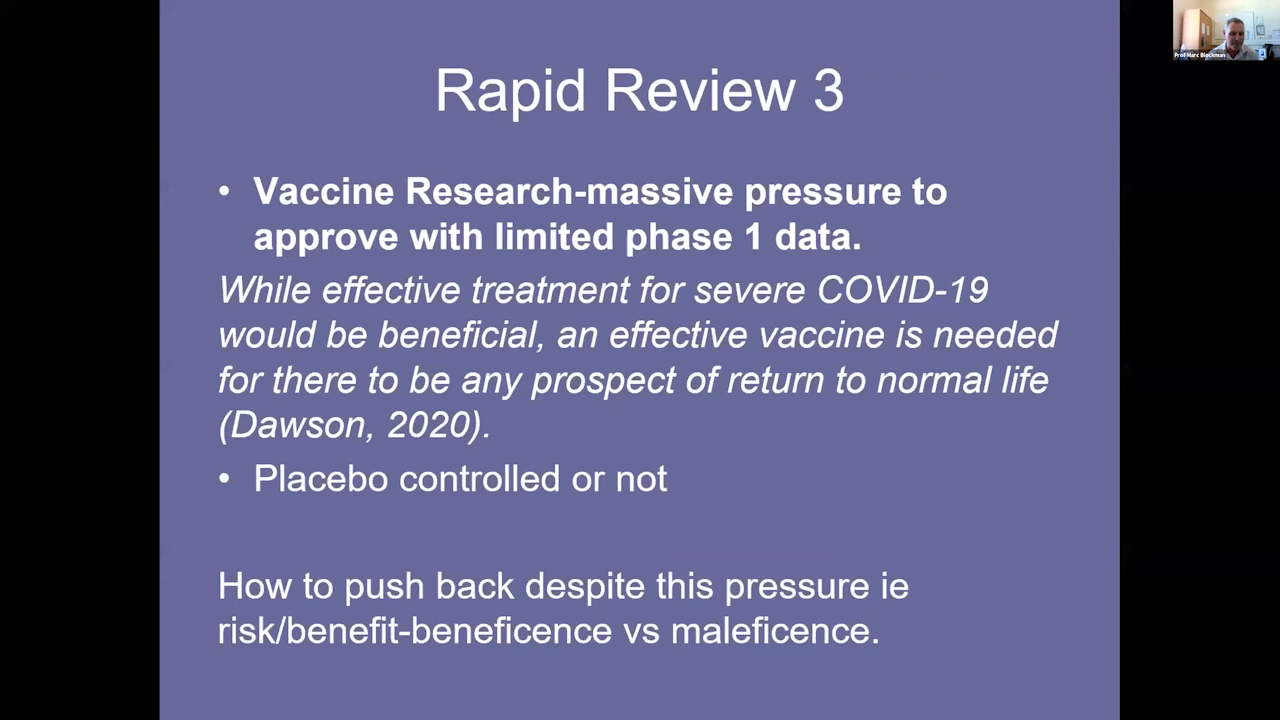 Rapid Review 3
• Vaccine Research-massive pressure to
approve with limited phase 1 data.
While effective treatment for severe COVID-19
would be beneficial, an effective vaccine is needed
for there to be any prospect of return to normal life
(Dawson, 2020).
• Placebo controlled or not
How to push back despite this pressure ie
risk/benefit-beneficence vs maleficence.
Prof Marc Blockman